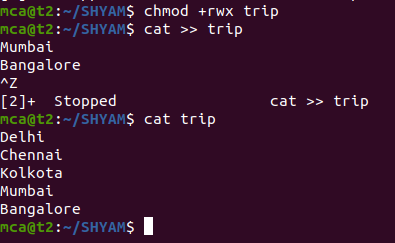 mca@t2:~/SHYAM$ chmod +rwx trip
mca@t2:~/SHYAM$ cat >> trip
Mumbai
Bangalore
^Z
[2]+  Stopped                 cat >> trip
mca@t2:~/SHYAM$ cat trip
Delhi
Chennai
Kolkota
Mumbai
Bangalore
mca@t2:~/SHYAM$